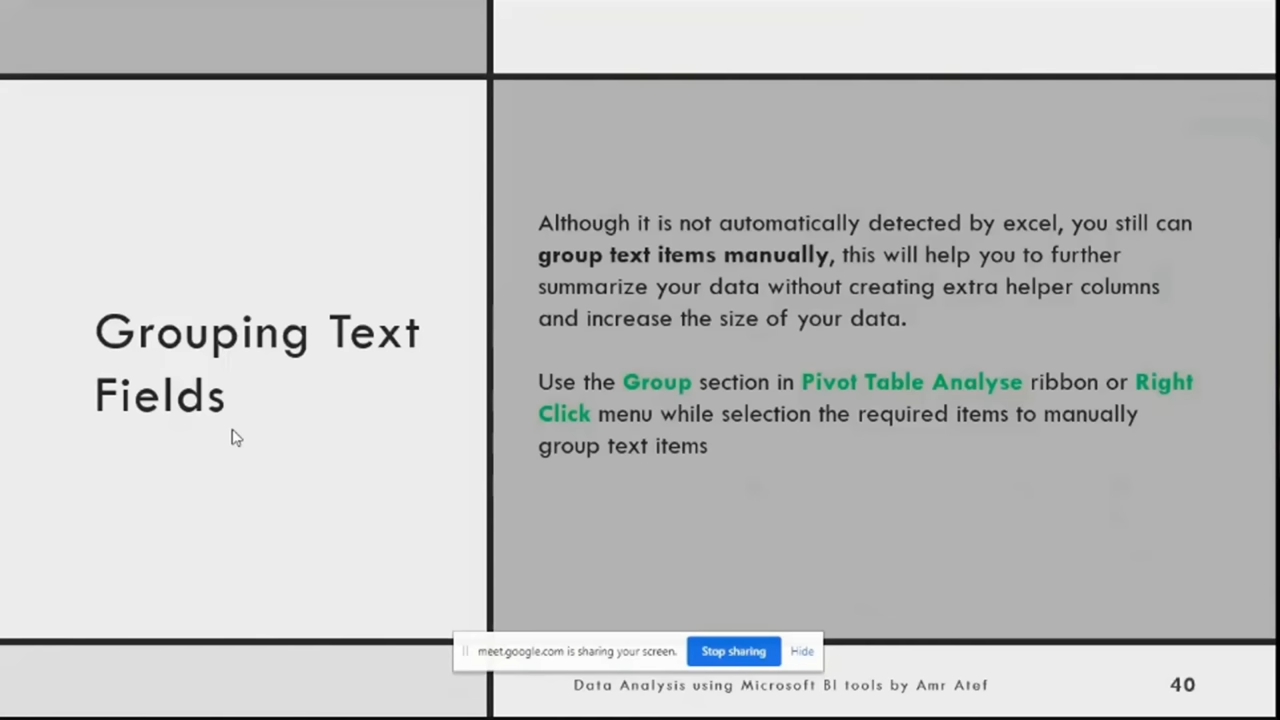 Grouping Text
Fields
Although it is not automatically detected by excel, you still can
group text items manually, this will help you to further
summarize your data without creating extra helper columns
and increase the size of your data.
Use the Group section in Pivot Table Analyse ribbon or Right
Click menu while selection the required items to manually
group text items
meet.google.com is sharing your screen.
Stop sharing
Hide
Data Analysis using Microsoft BI tools by Amr Atef
40